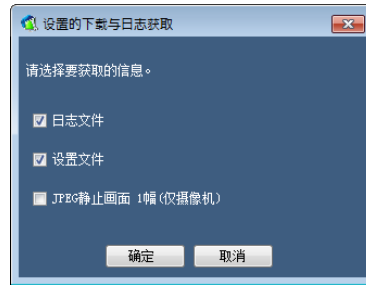 设置的下载与日志获取
请选择要获取的信息。
日志文件
设置文件
JPEG静止画面 1幅(仅摄像机)
确定
取消